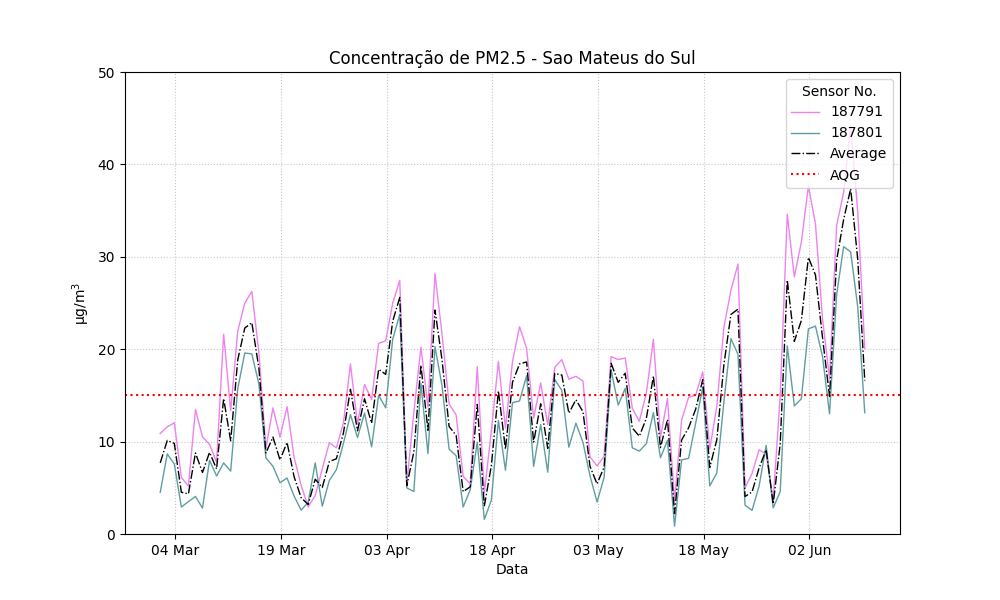 Concentração de PM2.5 - Sao Mateus do Sul
Sensor No.
187791
187801
Average
AQG
50
40
30
20
10
0
µg/m³
04 Mar
19 Mar
03 Apr
18 Apr
03 May
18 May
02 Jun
Data